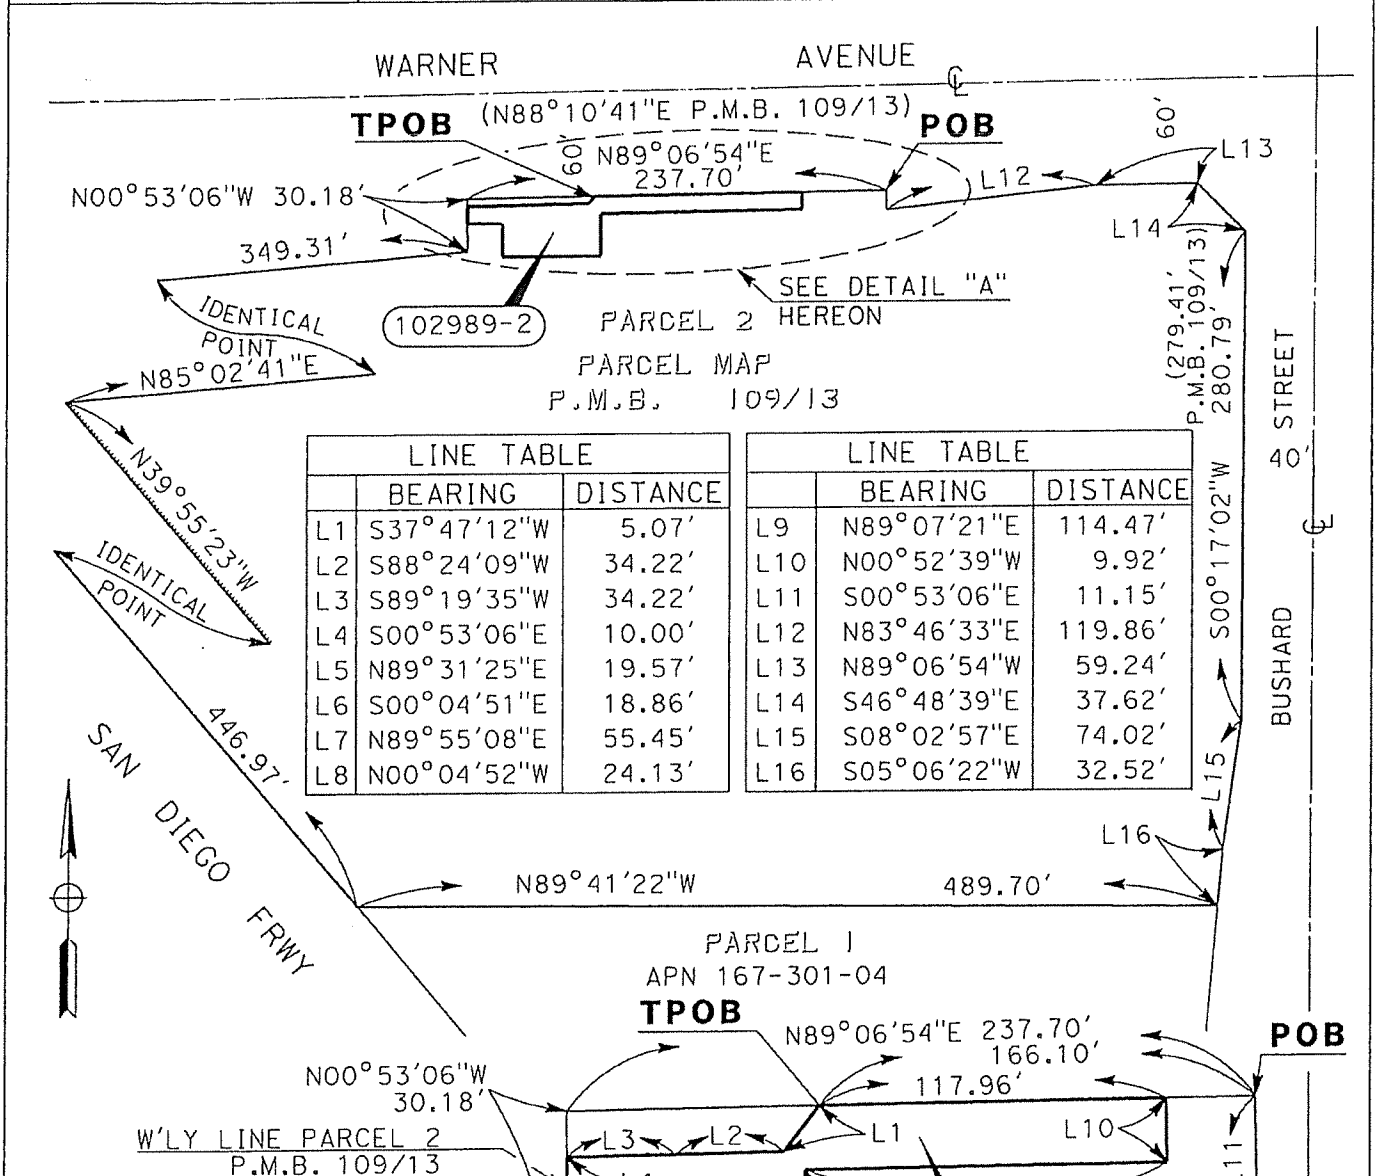 WARNER AVENUE
℄
(N88°10'41"E P.M.B. 109/13)
TPOB
POB
60'
60'
N89°06'54"E
237.70'
L12
L13
N00°53'06"W 30.18'
L14
349.31'
SEE DETAIL "A"
HEREON
IDENTICAL
POINT
102989-2
PARCEL 2
PARCEL MAP
P.M.B. 109/13
N85°02'41"E
(279.41'
P.M.B. 109/13)
280.79'
S00°17'02"W
STREET
40'
℄
BUSHARD
N39°55'23"W
IDENTICAL
POINT
LINE TABLE
BEARING DISTANCE
L1 S37°47'12"W 5.07'
L2 S88°24'09"W 34.22'
L3 S89°19'35"W 34.22'
L4 S00°53'06"E 10.00'
L5 N89°31'25"E 19.57'
L6 S00°04'51"E 18.86'
L7 N89°55'08"E 55.45'
L8 N00°04'52"W 24.13'
LINE TABLE
BEARING DISTANCE
L9 N89°07'21"E 114.47'
L10 N00°52'39"W 9.92'
L11 S00°53'06"E 11.15'
L12 N83°46'33"E 119.86'
L13 N89°06'54"W 59.24'
L14 S46°48'39"E 37.62'
L15 S08°02'57"E 74.02'
L16 S05°06'22"W 32.52'
446.97'
SAN DIEGO FRWY
L15
L16
N89°41'22"W 489.70'
PARCEL 1
APN 167-301-04
TPOB
N89°06'54"E 237.70'
166.10'
117.96'
POB
N00°53'06"W
30.18'
W'LY LINE PARCEL 2
P.M.B. 109/13
L3
L2
L1
L10
L11